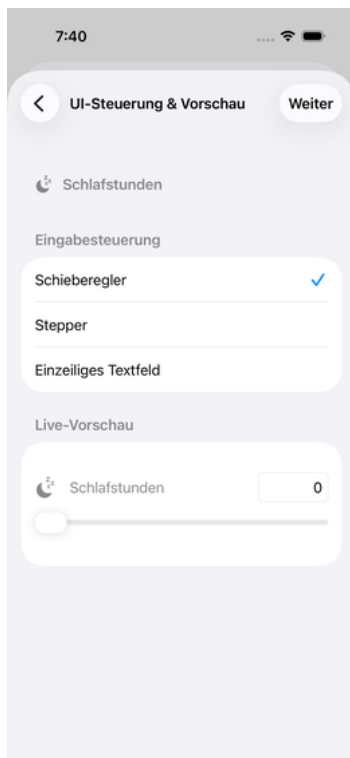 7:40
UI-Steuerung & Vorschau
Weiter
Schlafstunden
Eingabesteuerung
Schieberegler
Stepper
Einzeiliges Textfeld
Live-Vorschau
Schlafstunden
0